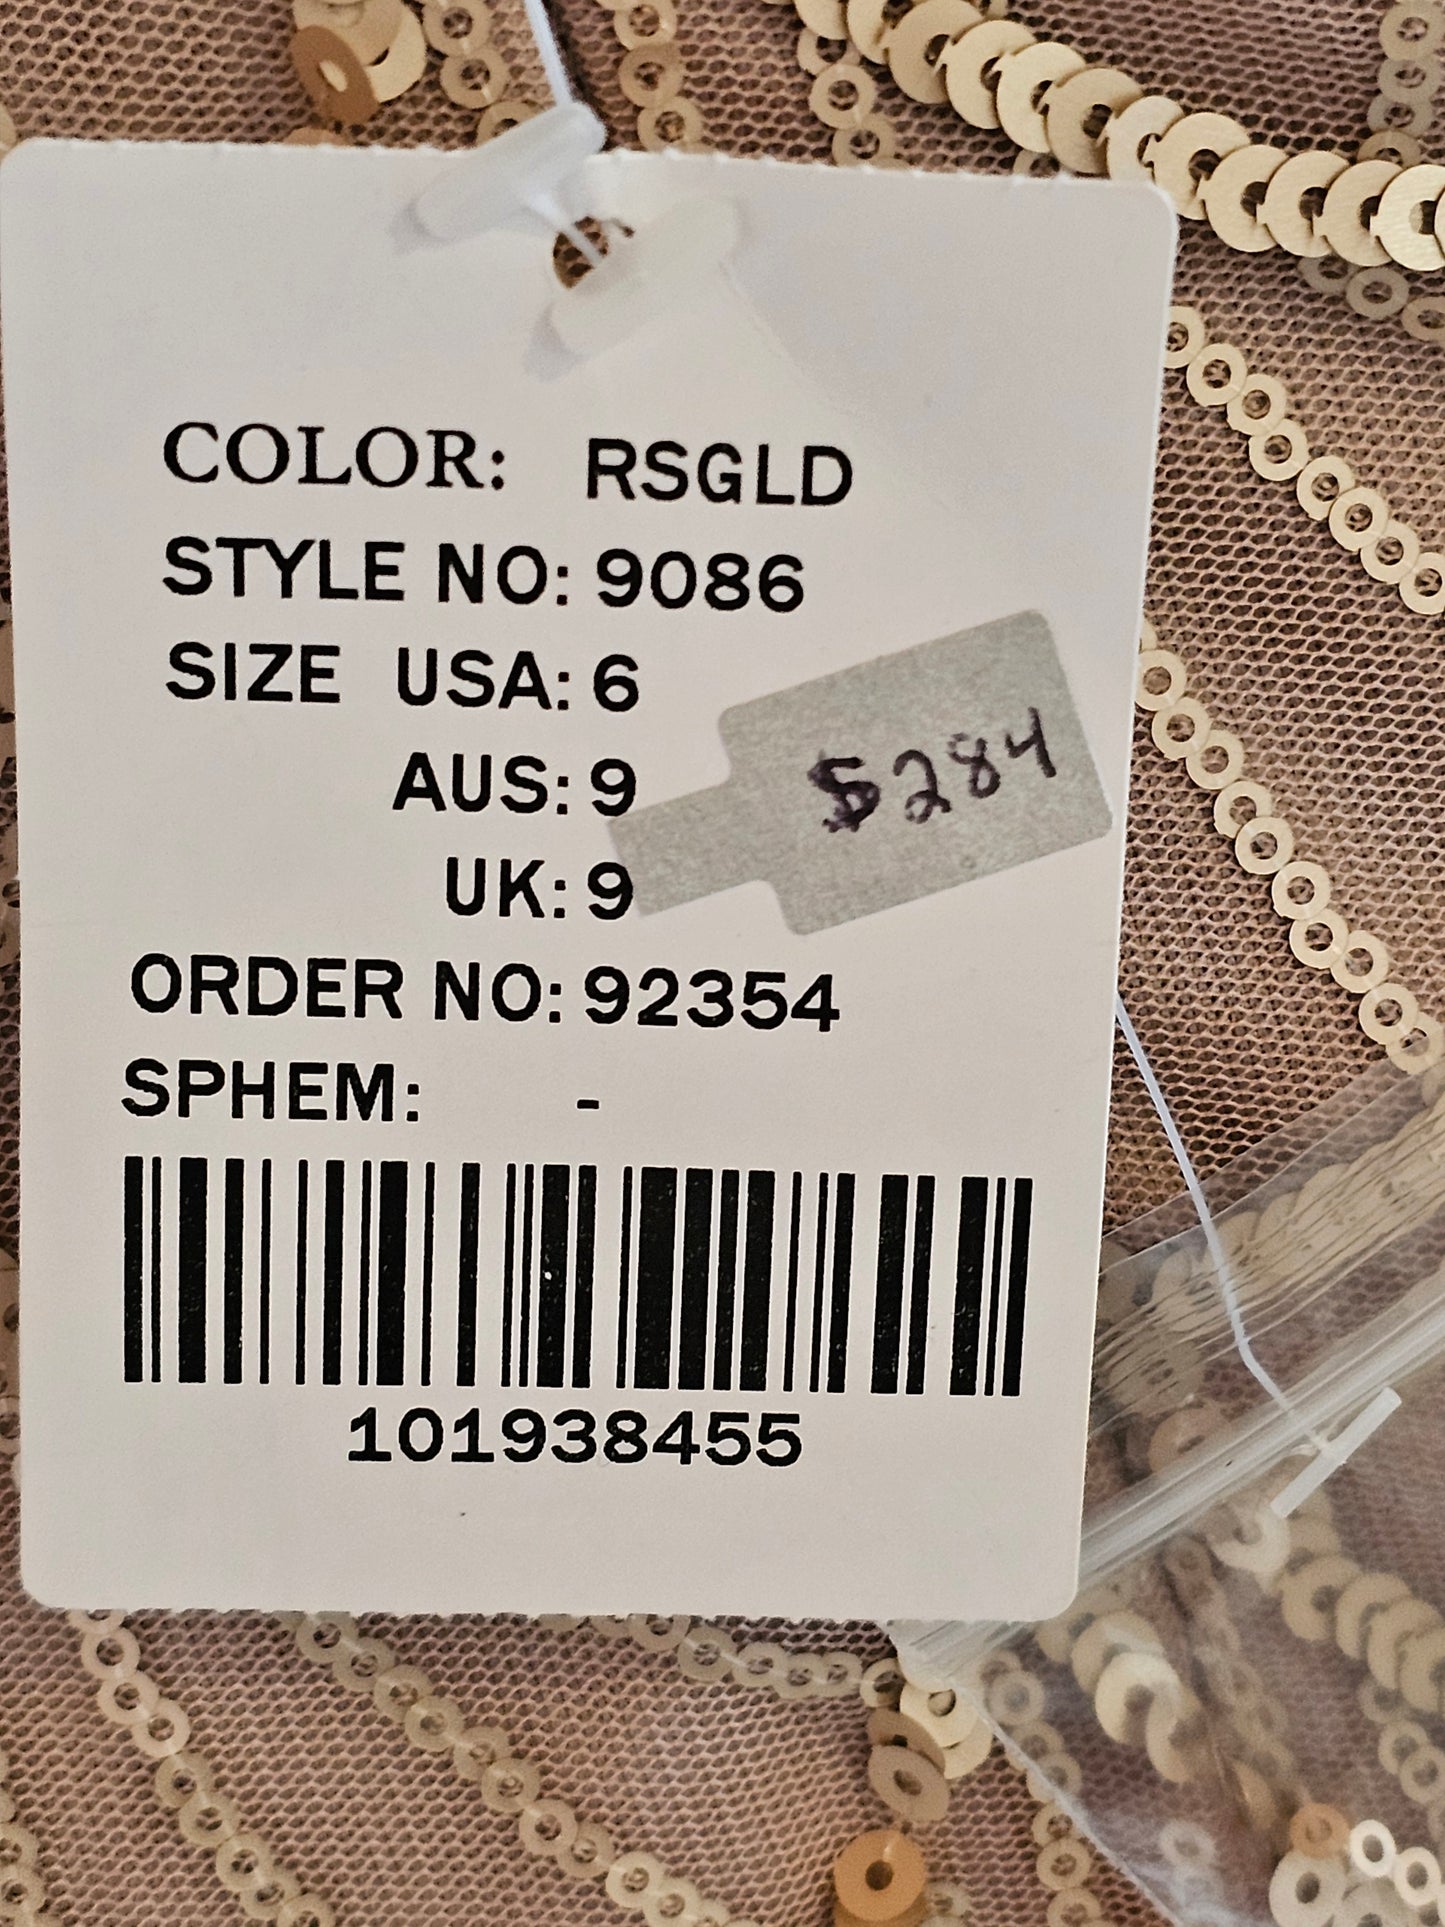 COLOR: RSGLD
STYLE NO: 9086
SIZE USA: 6
AUS: 9
$284
UK: 9
ORDER NO: 92354
SPHEM: -
101938455